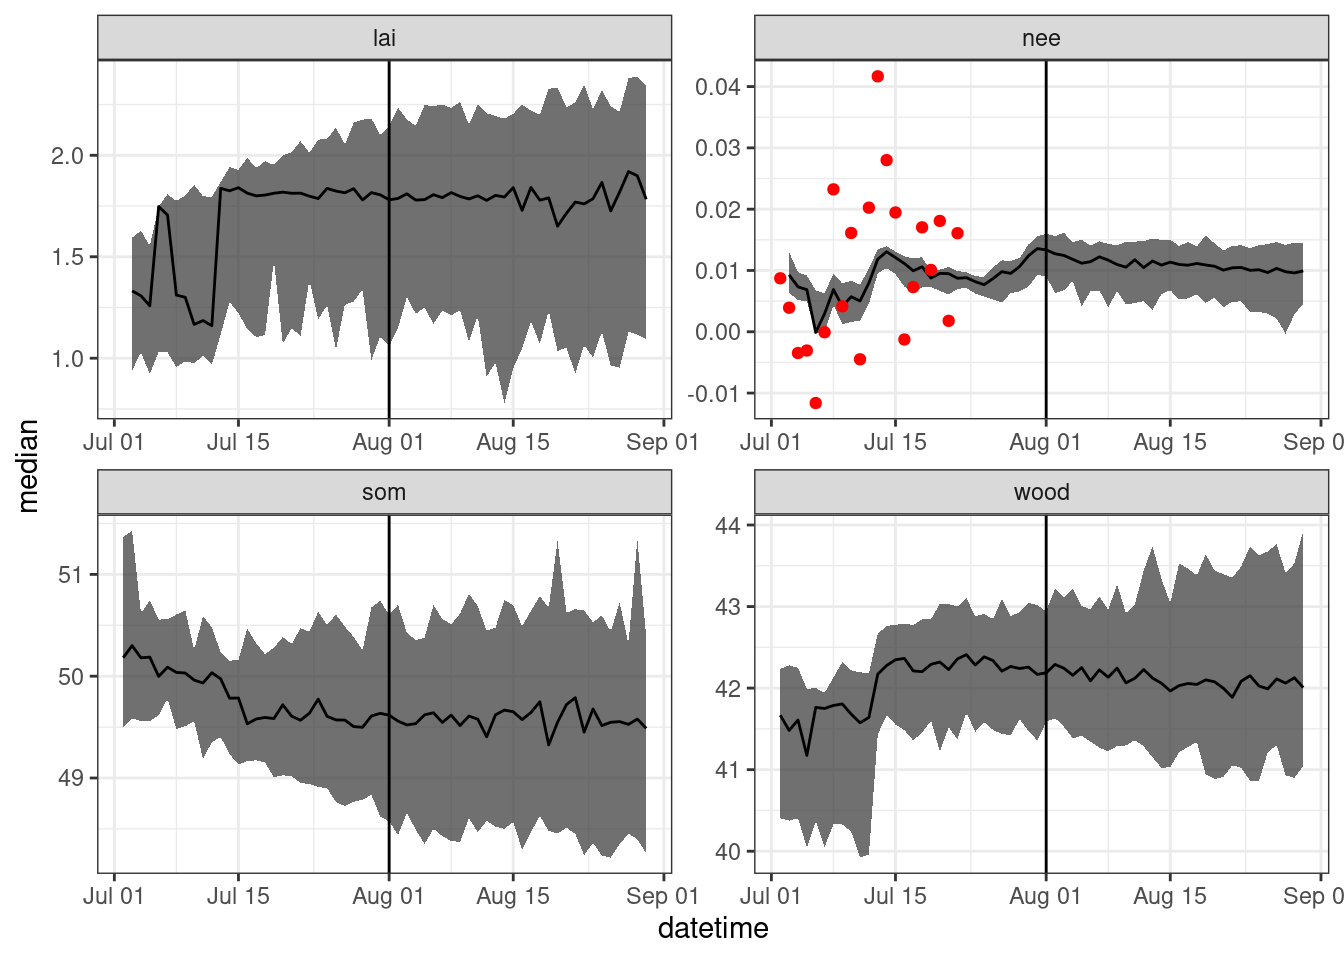 lai
nee
2.0
1.5
1.0
0.04
0.03
0.02
0.01
0.00
-0.01
Jul 01 Jul 15 Aug 01 Aug 15 Sep 01
Jul 01 Jul 15 Aug 01 Aug 15 Sep 0
median
som
wood
51
50
49
44
43
42
41
40
Jul 01 Jul 15 Aug 01 Aug 15 Sep 01
Jul 01 Jul 15 Aug 01 Aug 15 Sep 0
datetime